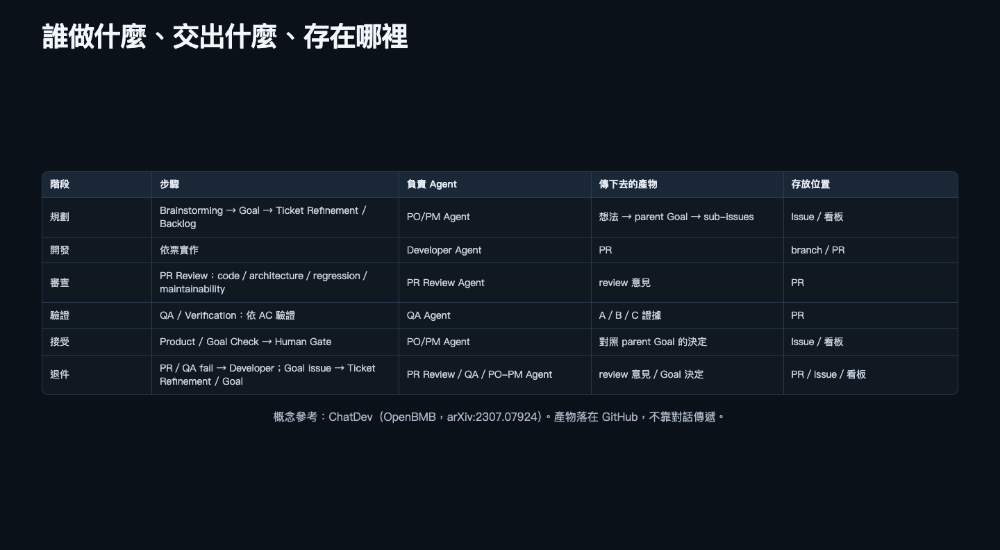 誰做什麼、交出什麼、存在哪裡
階段 步驟 負責 Agent 傳下去的產物 存放位置
規劃 Brainstorming → Goal → Ticket Refinement / Backlog PO/PM Agent 想法 → parent Goal → sub-issues Issue / 看板
開發 依票實作 Developer Agent PR branch / PR
審查 PR Review：code / architecture / regression / maintainability PR Review Agent review 意見 PR
驗證 QA / Verification：依 AC 驗證 QA Agent A / B / C 證據 PR
接受 Product / Goal Check → Human Gate PO/PM Agent 對照 parent Goal 的決定 Issue / 看板
退件 PR / QA fail → Developer；Goal issue → Ticket Refinement / Goal PR Review / QA / PO-PM Agent review 意見 / Goal 決定 PR / Issue / 看板
概念參考：ChatDev（OpenBMB，arXiv:2307.07924）。產物落在 GitHub，不靠對話傳遞。